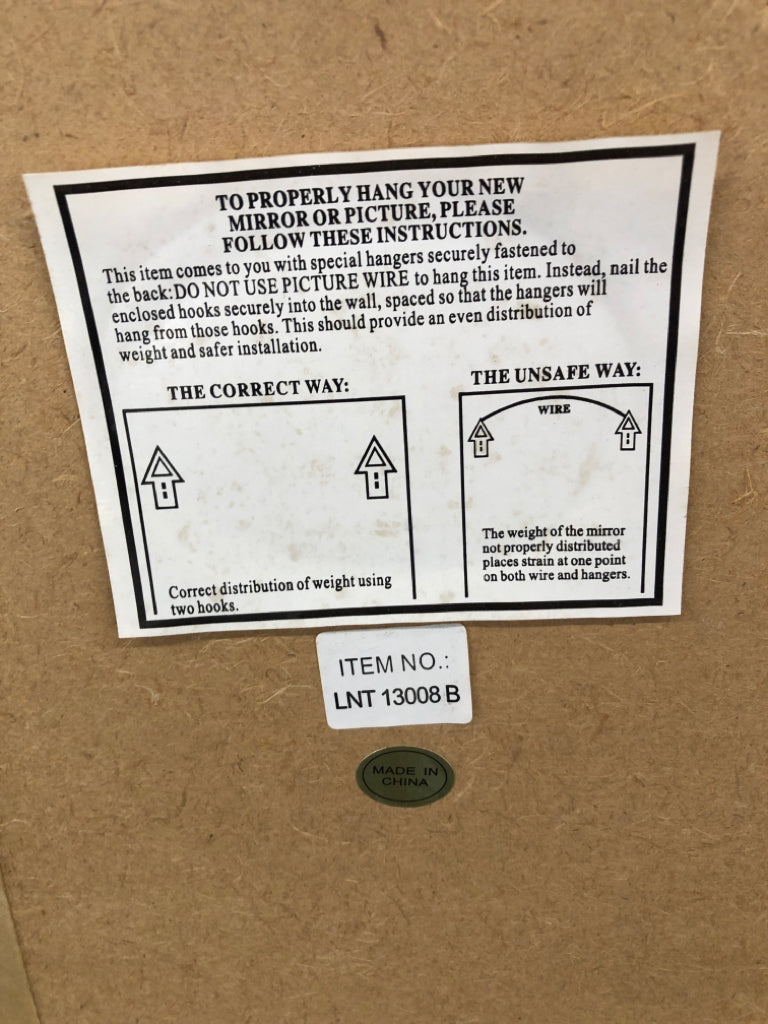 TO PROPERLY HANG YOUR NEW
MIRROR OR PICTURE, PLEASE
FOLLOW THESE INSTRUCTIONS.
This item comes to you with special hangers securely fastened to
the back:DO NOT USE PICTURE WIRE to hang this item. Instead, nail the
enclosed hooks securely into the wall, spaced so that the hangers will
hang from those hooks. This should provide an even distribution of
weight and safer installation.
THE CORRECT WAY:
Correct distribution of weight using
two hooks.
THE UNSAFE WAY:
WIRE
The weight of the mirror
not properly distributed
places strain at one point
on both wire and hangers.
ITEM NO.:
LNT 13008 B
MADE IN
CHINA